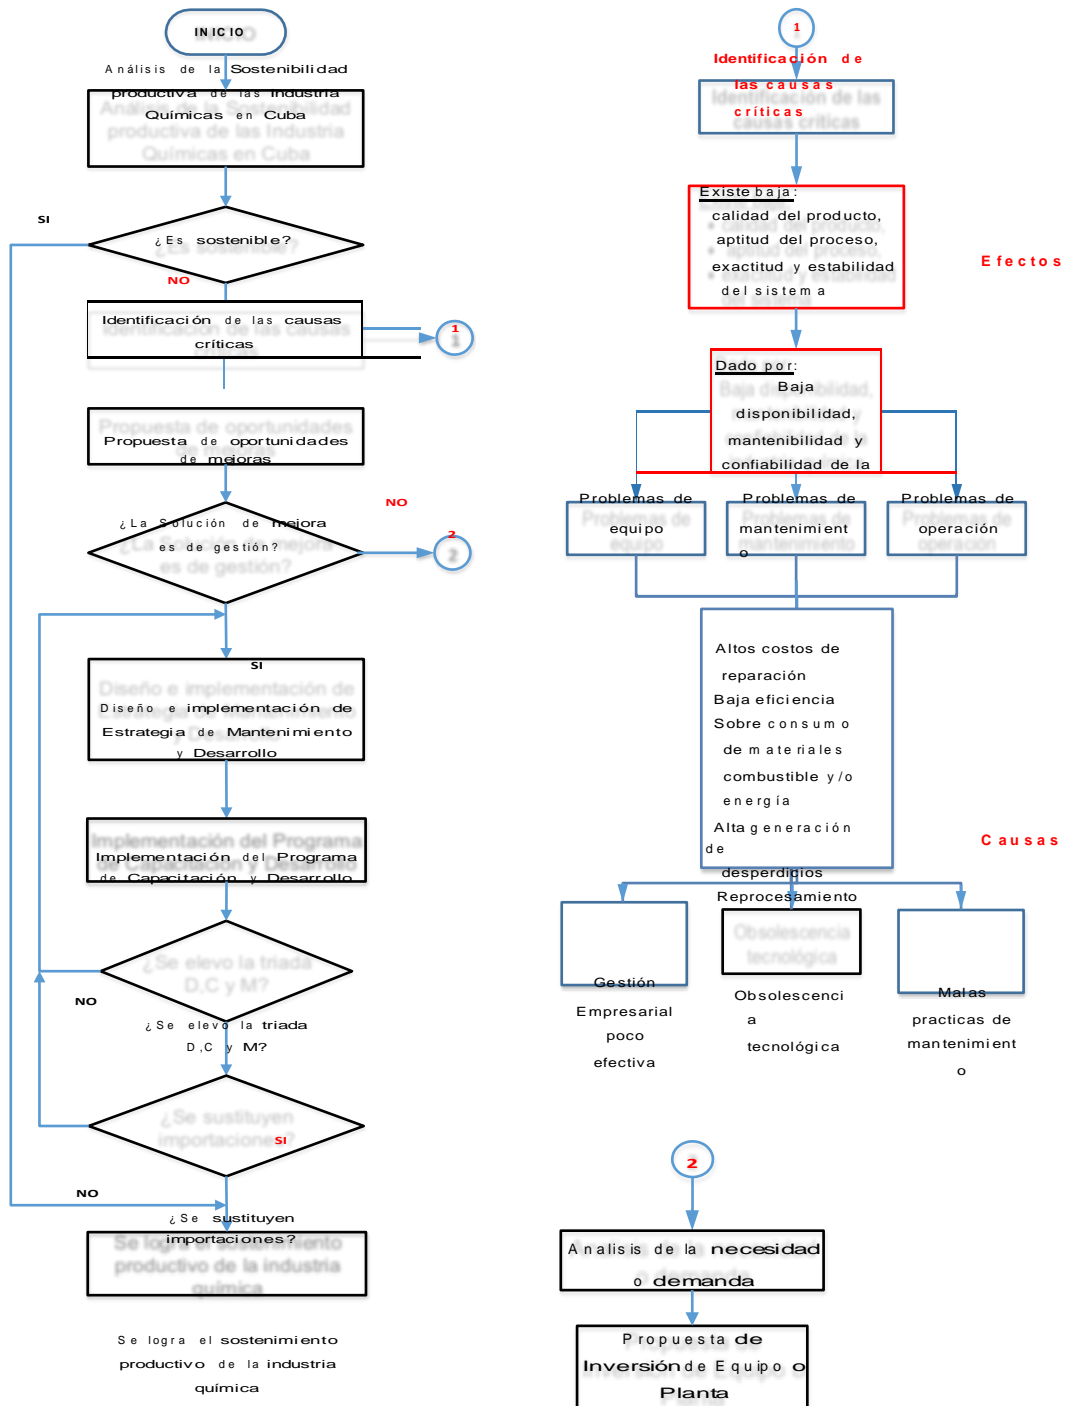 INICIO
Análisis de la Sostenibilidad
productiva de las Industria
Químicas en Cuba
SI
¿Es sostenible?
NO
Identificación de las causas
críticas
1
Propuesta de oportunidades
de mejoras
NO
¿La Solución de mejora
es de gestión?
2
SI
Diseño e implementación de
Estrategia de Mantenimiento
y Desarrollo
Implementación del Programa
de Capacitación y Desarrollo
NO
¿Se elevo la triada
D,C y M?
SI
NO
¿Se sustituyen
importaciones?
Se logra el sostenimiento
productivo de la industria
química
1
Identificación de
las causas
críticas
Existe baja:
calidad del producto,
aptitud del proceso,
exactitud y estabilidad
del sistema
Efectos
Dado por:
Baja
disponibilidad,
mantenibilidad y
confiabilidad de la
Problemas de
equipo
Problemas de
mantenimient
o
Problemas de
operación
Altos costos de
reparación
Baja eficiencia
Sobre consumo
de materiales
combustible y/o
energía
Alta generación
de
desperdicios
Reprocesamiento
Causas
Gestión
Empresarial
poco
efectiva
Obsolescenci
a
tecnológica
Malas
practicas de
mantenimient
o
2
Analisis de la necesidad
o demanda
Propuesta de
Inversión de Equipo o
Planta